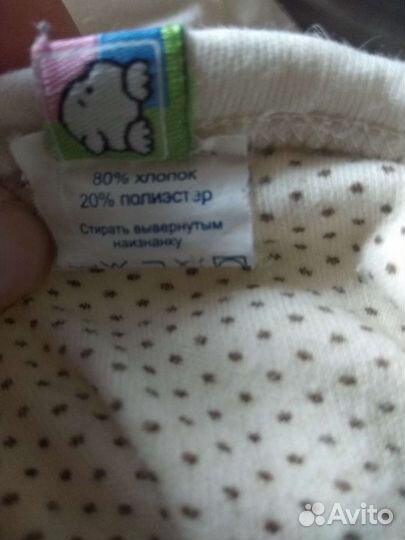 80% хлопок
20% полиэстэр
Стирать вывернутым
наизнанку
Avito